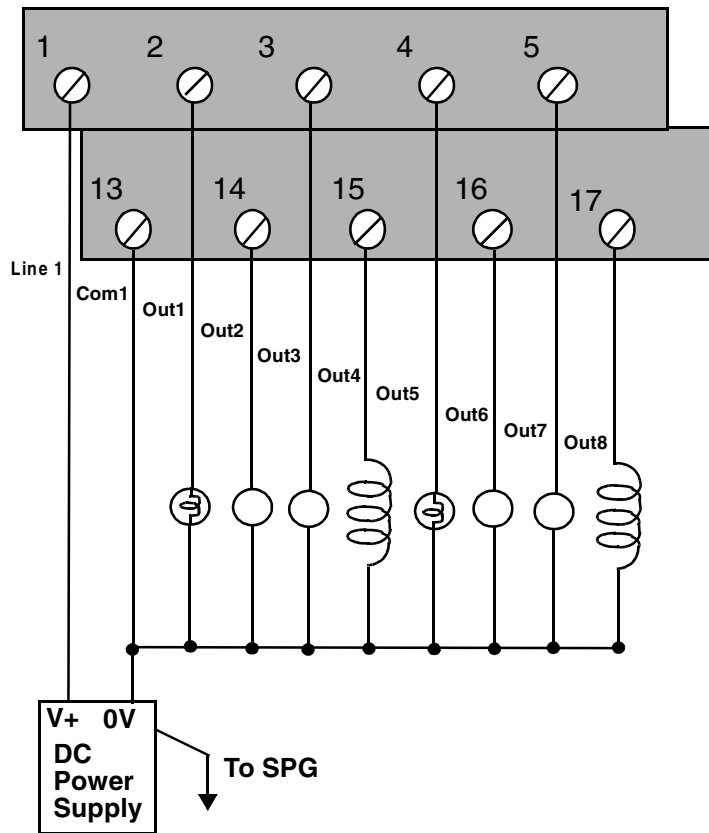 1 2 3 4 5
13 14 15 16 17
Line 1
Com1
Out1
Out2
Out3
Out4
Out5
Out6
Out7
Out8
V+ 0V
DC
Power
Supply
To SPG